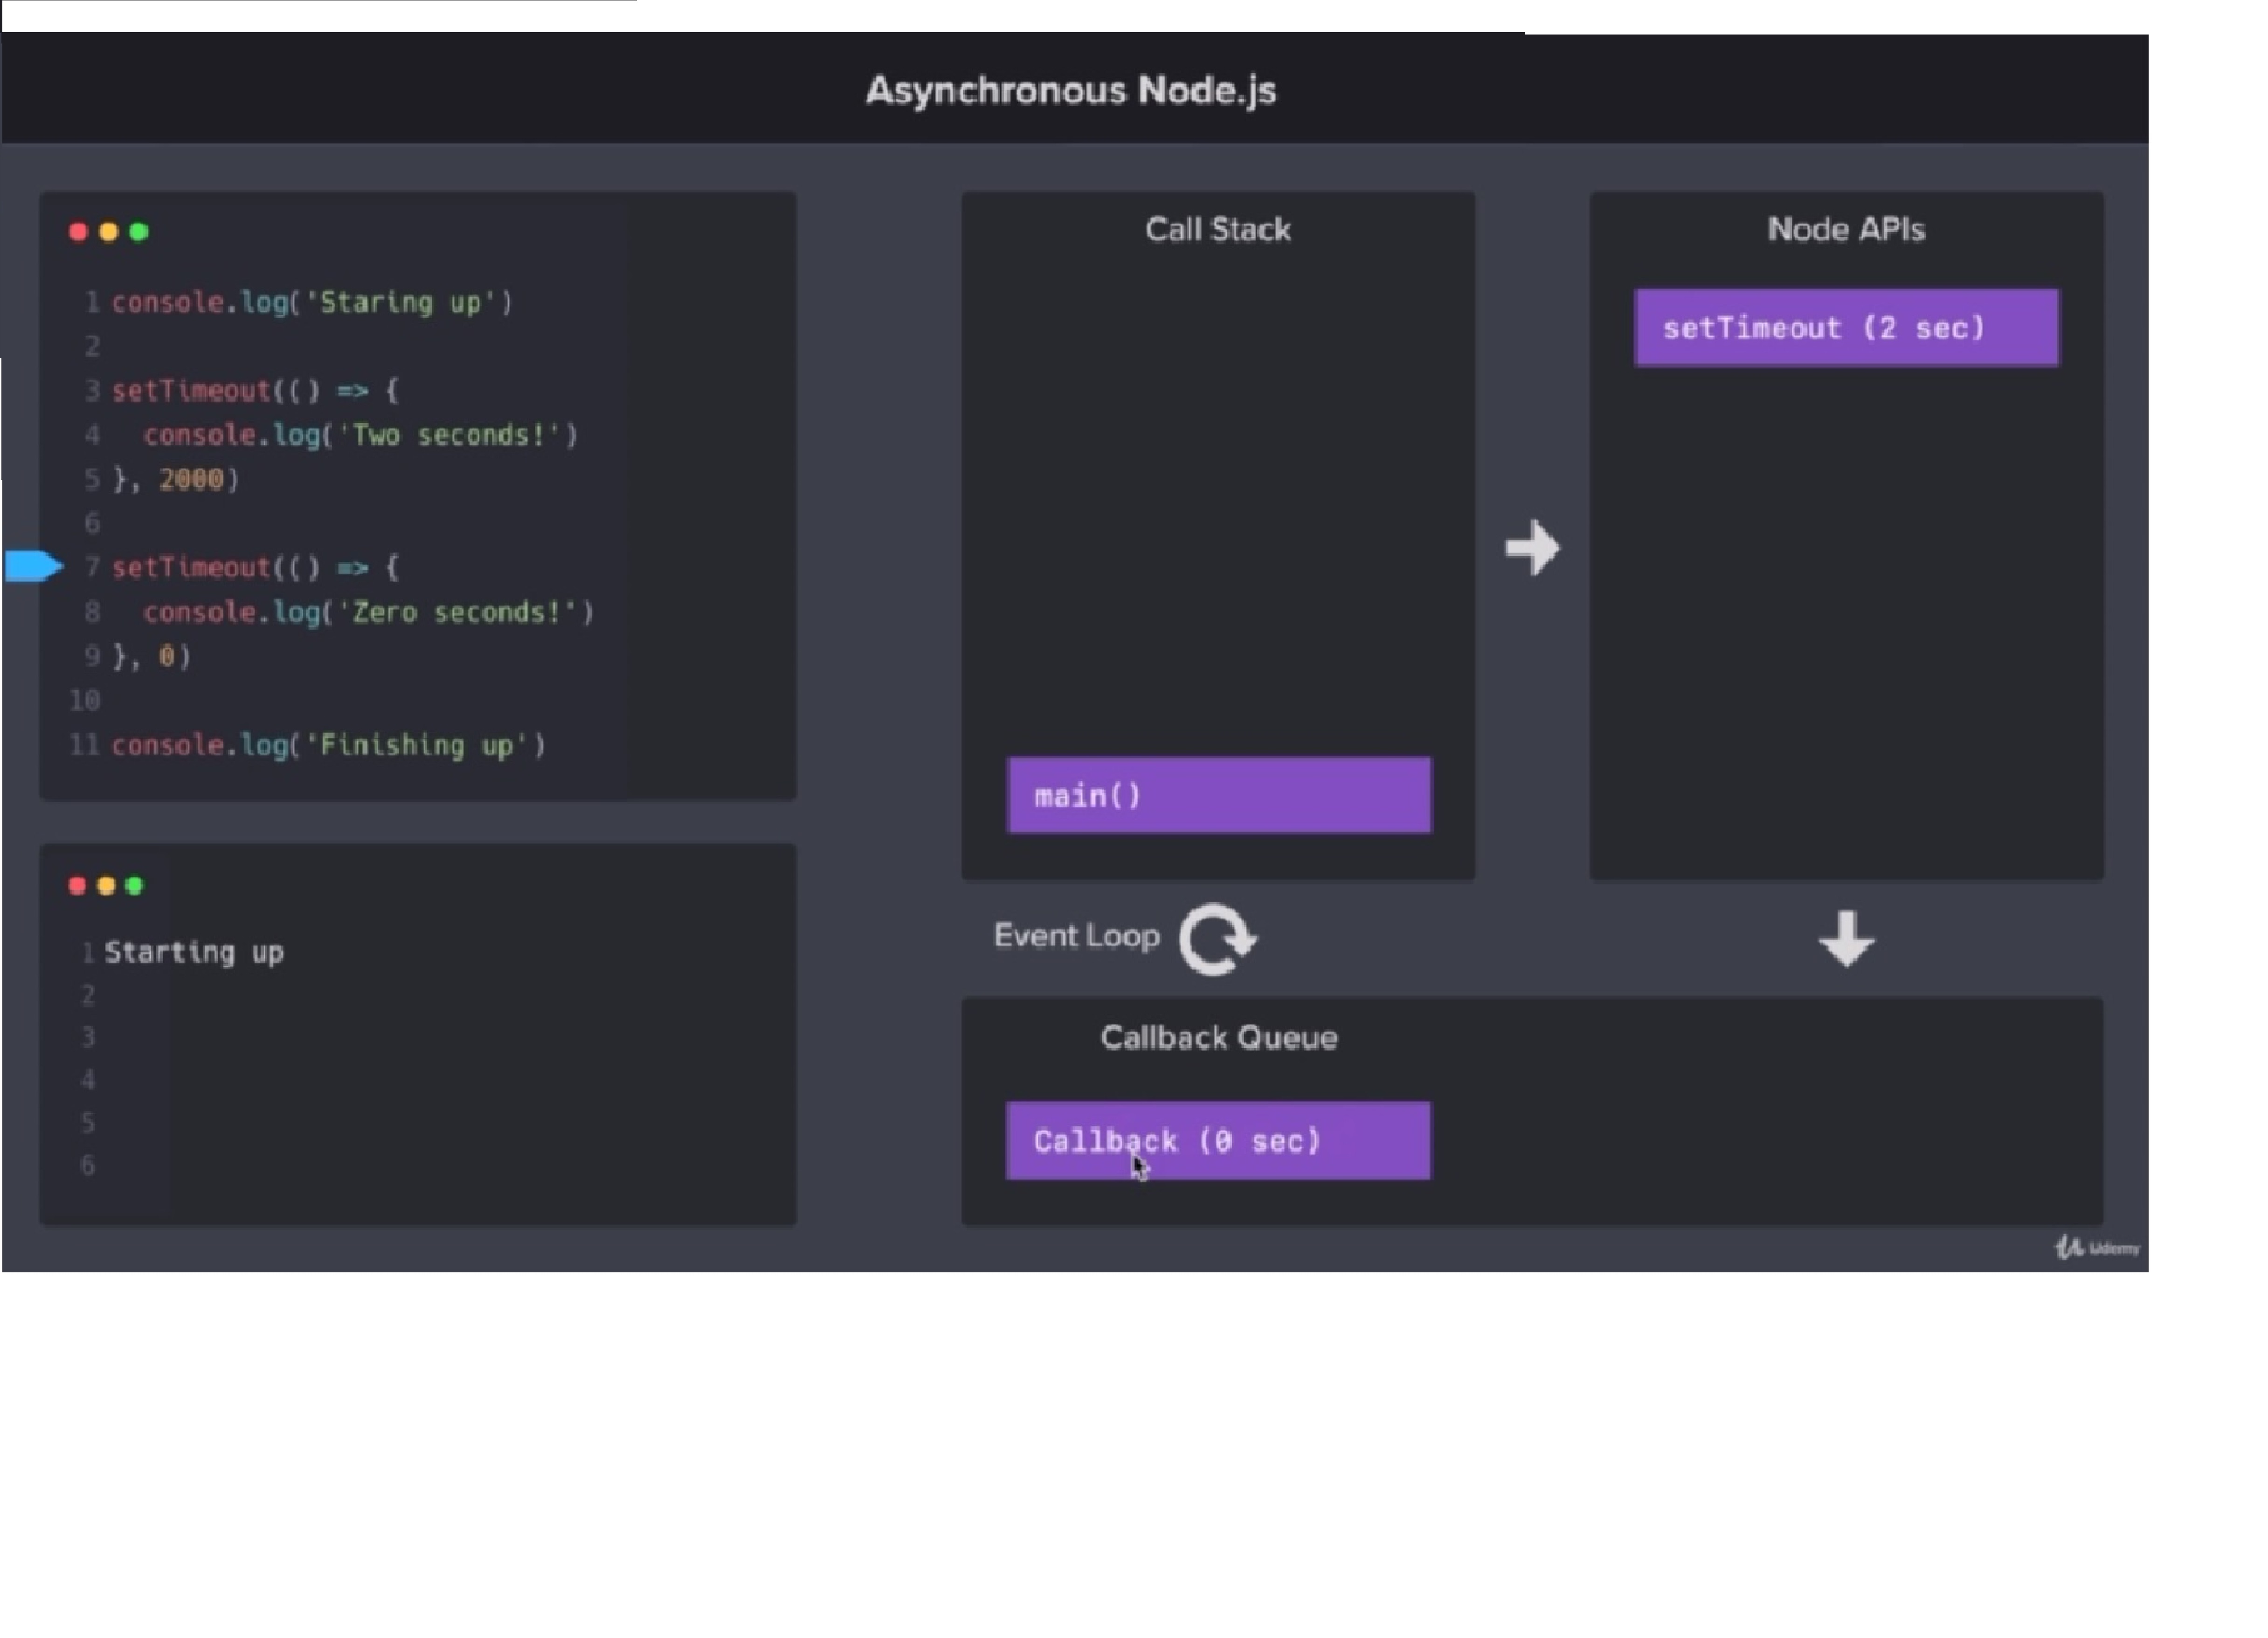 Asynchronous Node.js
1 console.log('Staring up')
2
3 setTimeout(() => {
4   console.log('Two seconds!')
5 }, 2000)
6
7 setTimeout(() => {
8   console.log('Zero seconds!')
9 }, 0)
10
11 console.log('Finishing up')
1 Starting up
2
3
4
5
6
Call Stack
main()
Node APIs
setTimeout (2 sec)
Event Loop
Callback Queue
Callback (0 sec)
Udemy